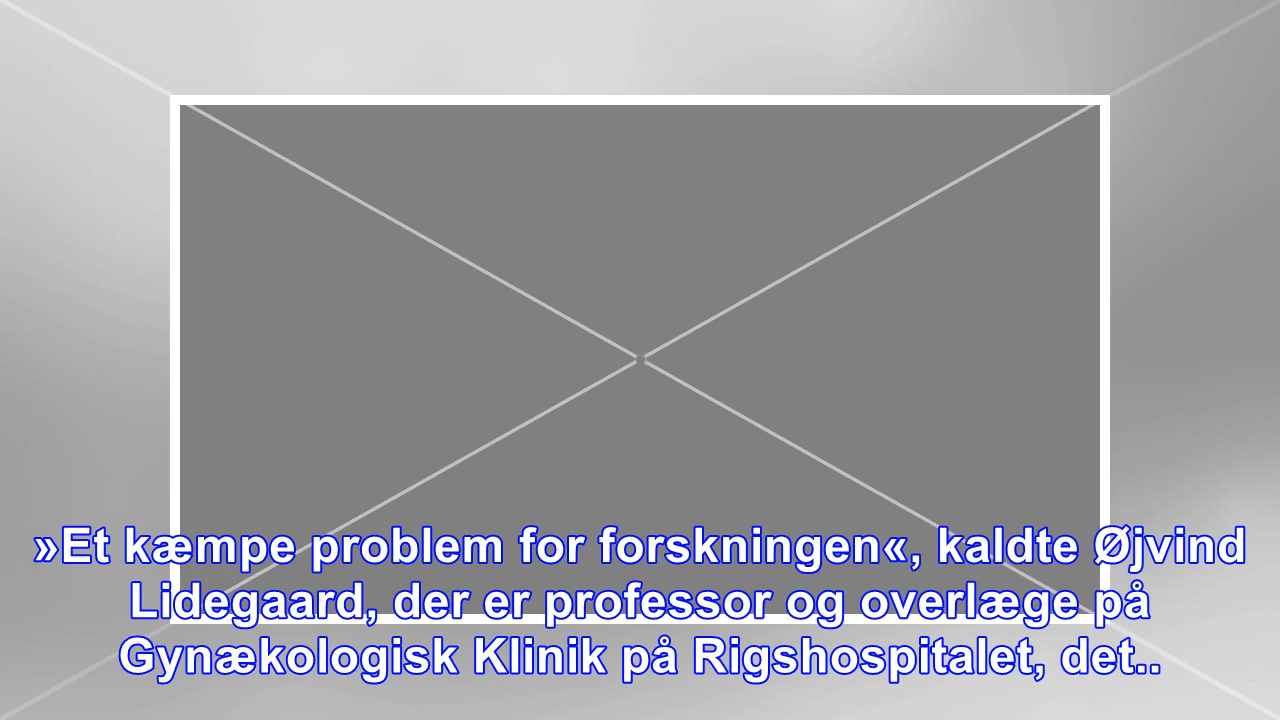 »Et kæmpe problem for forskningen«, kaldte Øjvind
Lidegaard, der er professor og overlæge på
Gynækologisk Klinik på Rigshospitalet, det..